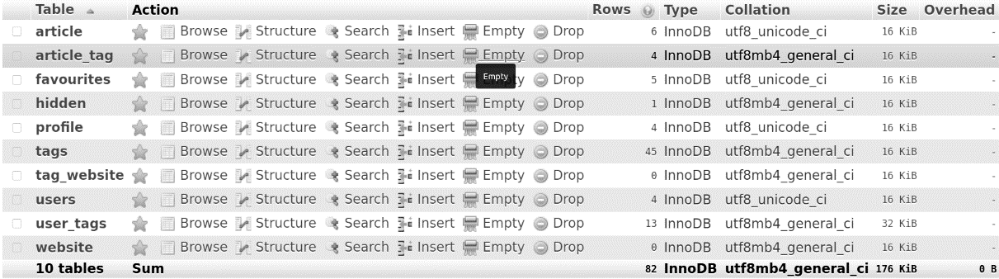 Table Action Rows Type Collation Size Overhead
article Browse Structure Search Insert Empty Drop 6 InnoDB utf8_unicode_ci 16 KiB -
article_tag Browse Structure Search Insert Empty Drop 4 InnoDB utf8mb4_general_ci 16 KiB -
Empty
favourites Browse Structure Search Insert Empty Drop 5 InnoDB utf8_unicode_ci 16 KiB -
hidden Browse Structure Search Insert Empty Drop 1 InnoDB utf8mb4_general_ci 16 KiB -
profile Browse Structure Search Insert Empty Drop 4 InnoDB utf8_unicode_ci 16 KiB -
tags Browse Structure Search Insert Empty Drop 45 InnoDB utf8mb4_general_ci 16 KiB -
tag_website Browse Structure Search Insert Empty Drop 0 InnoDB utf8mb4_general_ci 16 KiB -
users Browse Structure Search Insert Empty Drop 4 InnoDB utf8_unicode_ci 16 KiB -
user_tags Browse Structure Search Insert Empty Drop 13 InnoDB utf8mb4_general_ci 32 KiB -
website Browse Structure Search Insert Empty Drop 0 InnoDB utf8mb4_general_ci 16 KiB -
10 tables Sum 82 InnoDB utf8mb4_general_ci 176 KiB 0 B